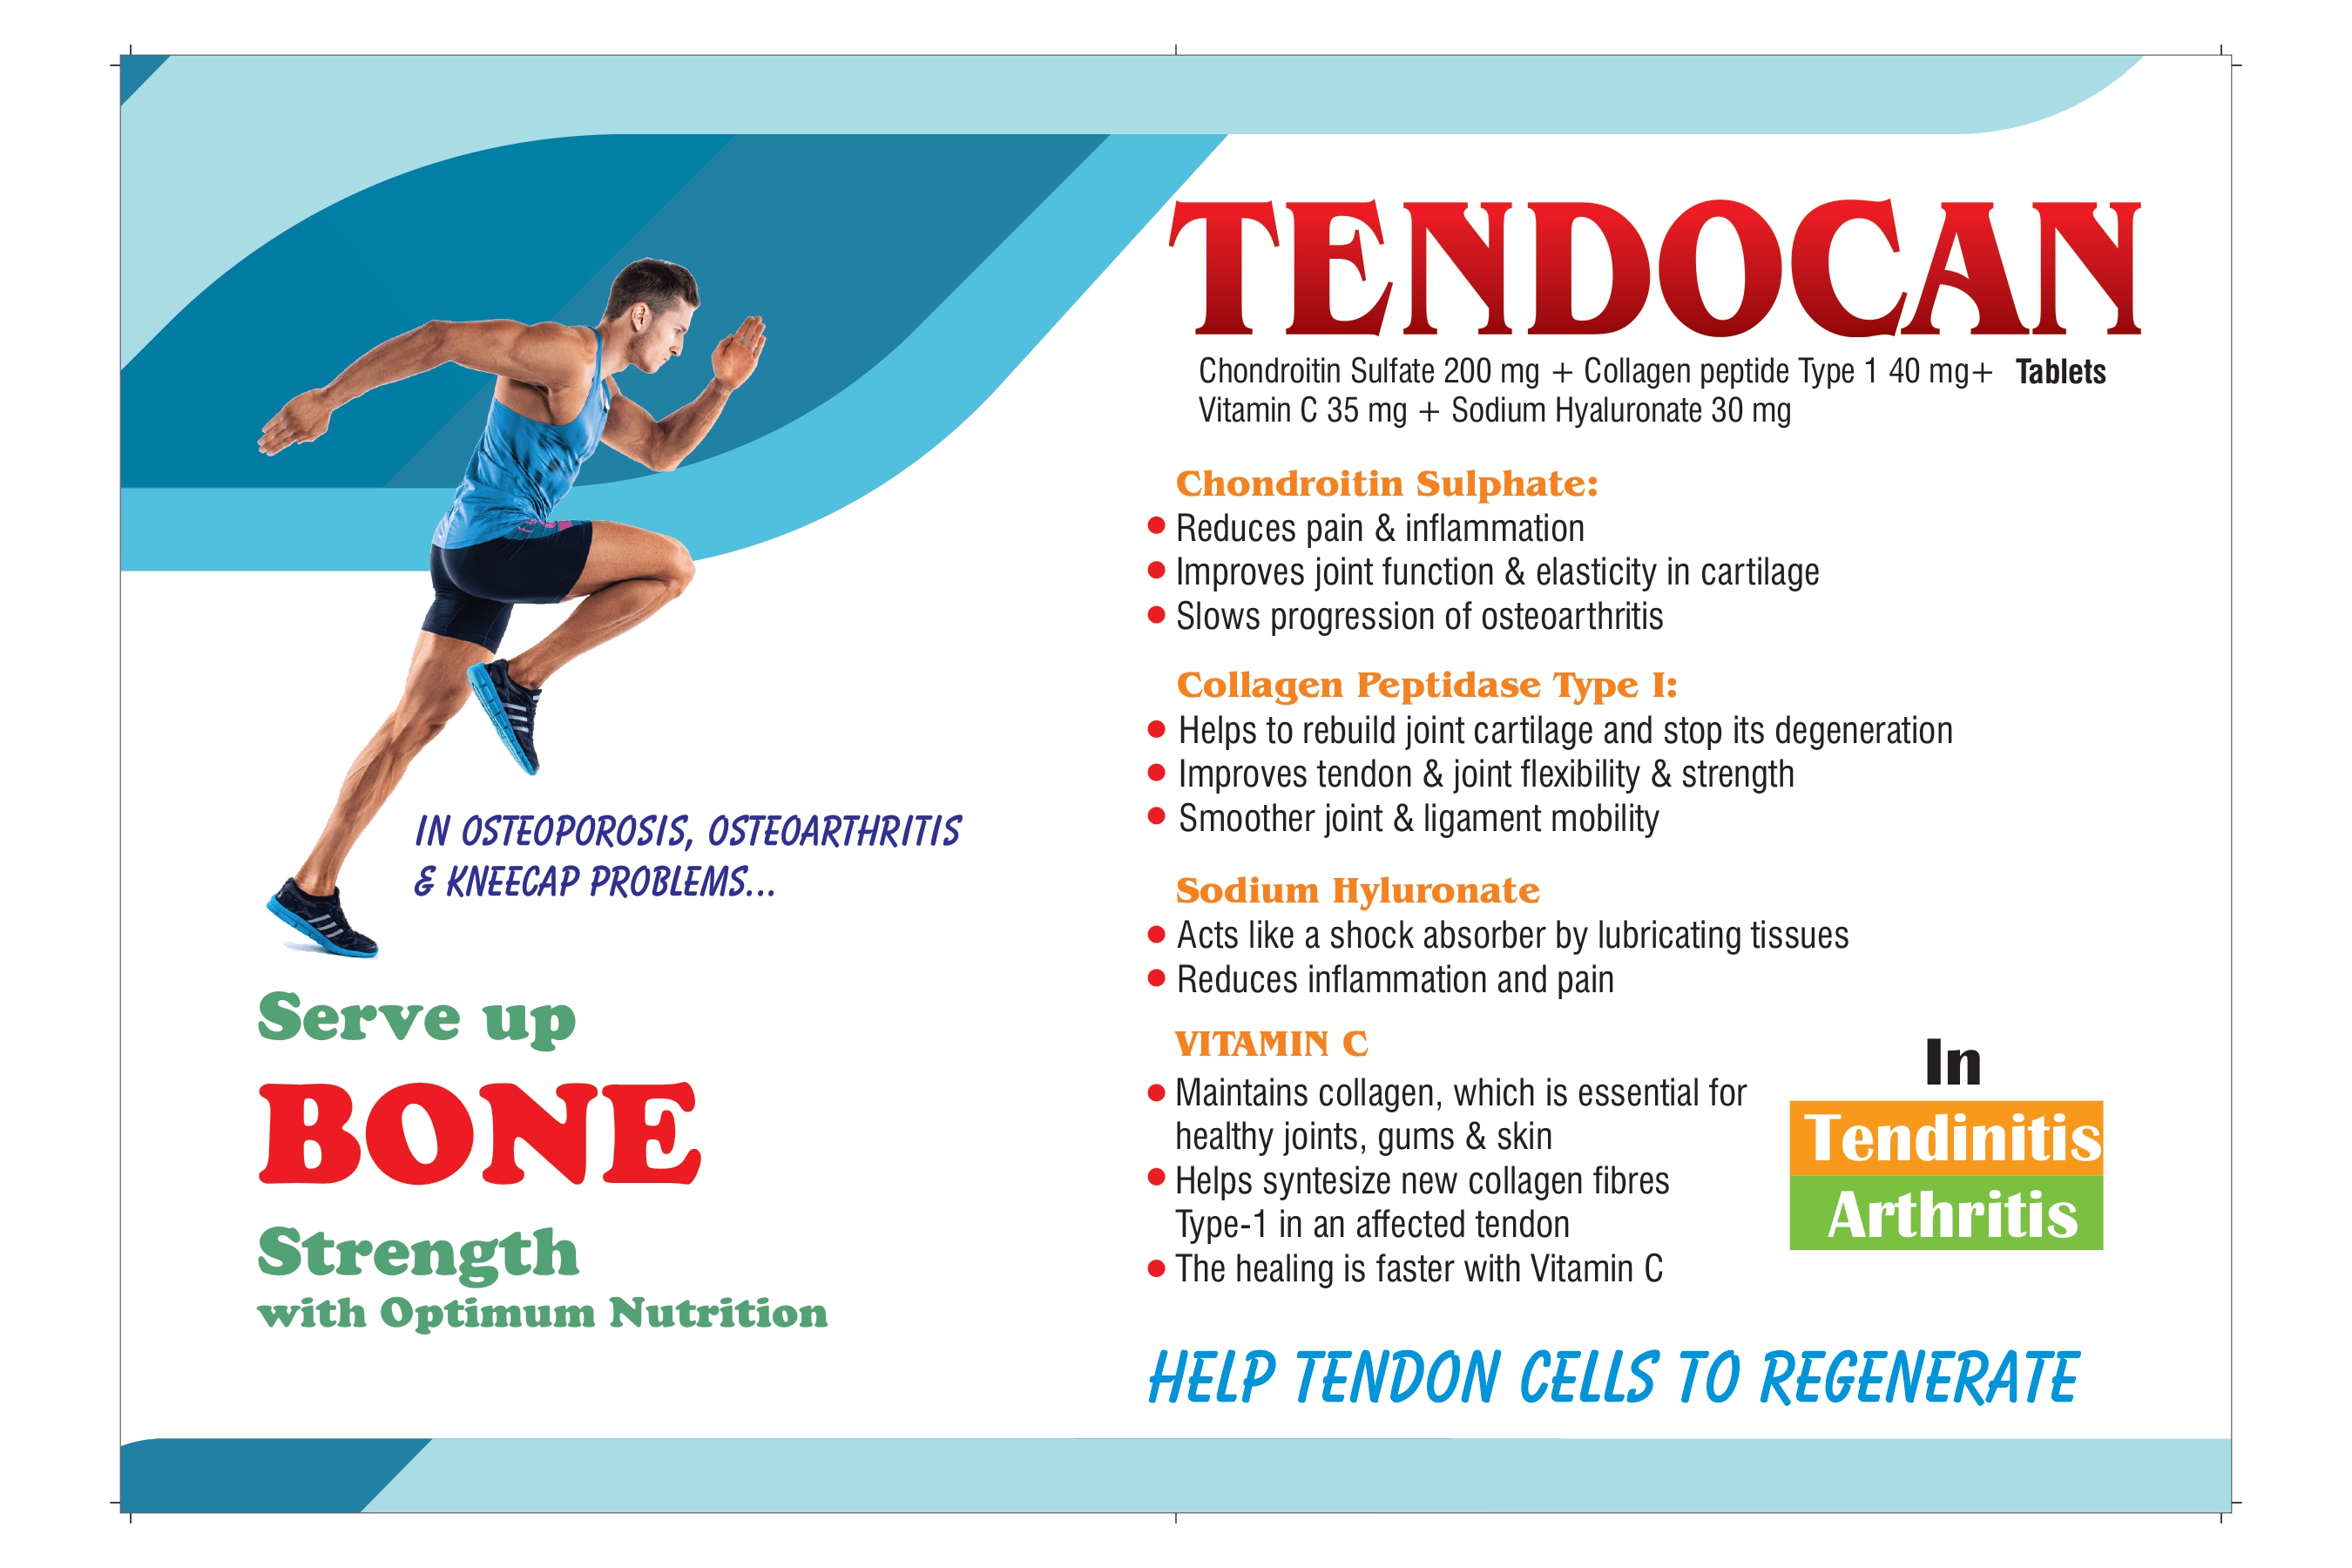 IN OSTEOPOROSIS, OSTEOARTHRITIS
& KNEECAP PROBLEMS...
Serve up
BONE
Strength
with Optimum Nutrition
TENDOCAN
Chondroitin Sulfate 200 mg + Collagen peptide Type 1 40 mg+ Tablets
Vitamin C 35 mg + Sodium Hyaluronate 30 mg
Chondroitin Sulphate:
● Reduces pain & inflammation
● Improves joint function & elasticity in cartilage
● Slows progression of osteoarthritis
Collagen Peptidase Type I:
● Helps to rebuild joint cartilage and stop its degeneration
● Improves tendon & joint flexibility & strength
● Smoother joint & ligament mobility
Sodium Hyluronate
● Acts like a shock absorber by lubricating tissues
● Reduces inflammation and pain
VITAMIN C
● Maintains collagen, which is essential for
healthy joints, gums & skin
● Helps syntesize new collagen fibres
Type-1 in an affected tendon
● The healing is faster with Vitamin C
In
Tendinitis
Arthritis
HELP TENDON CELLS TO REGENERATE